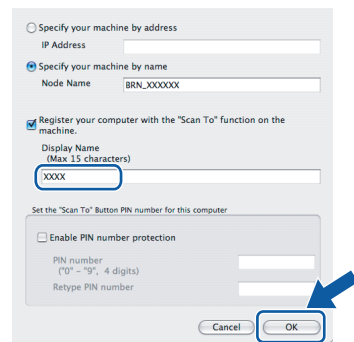 Specify your machine by address
IP Address
Specify your machine by name
Node Name BRN_XXXXXX
Register your computer with the "Scan To" function on the
machine.
Display Name
(Max 15 characters)
XXXX
Set the "Scan To" Button PIN number for this computer
Enable PIN number protection
PIN number
("0" – "9", 4 digits)
Retype PIN number
Cancel OK